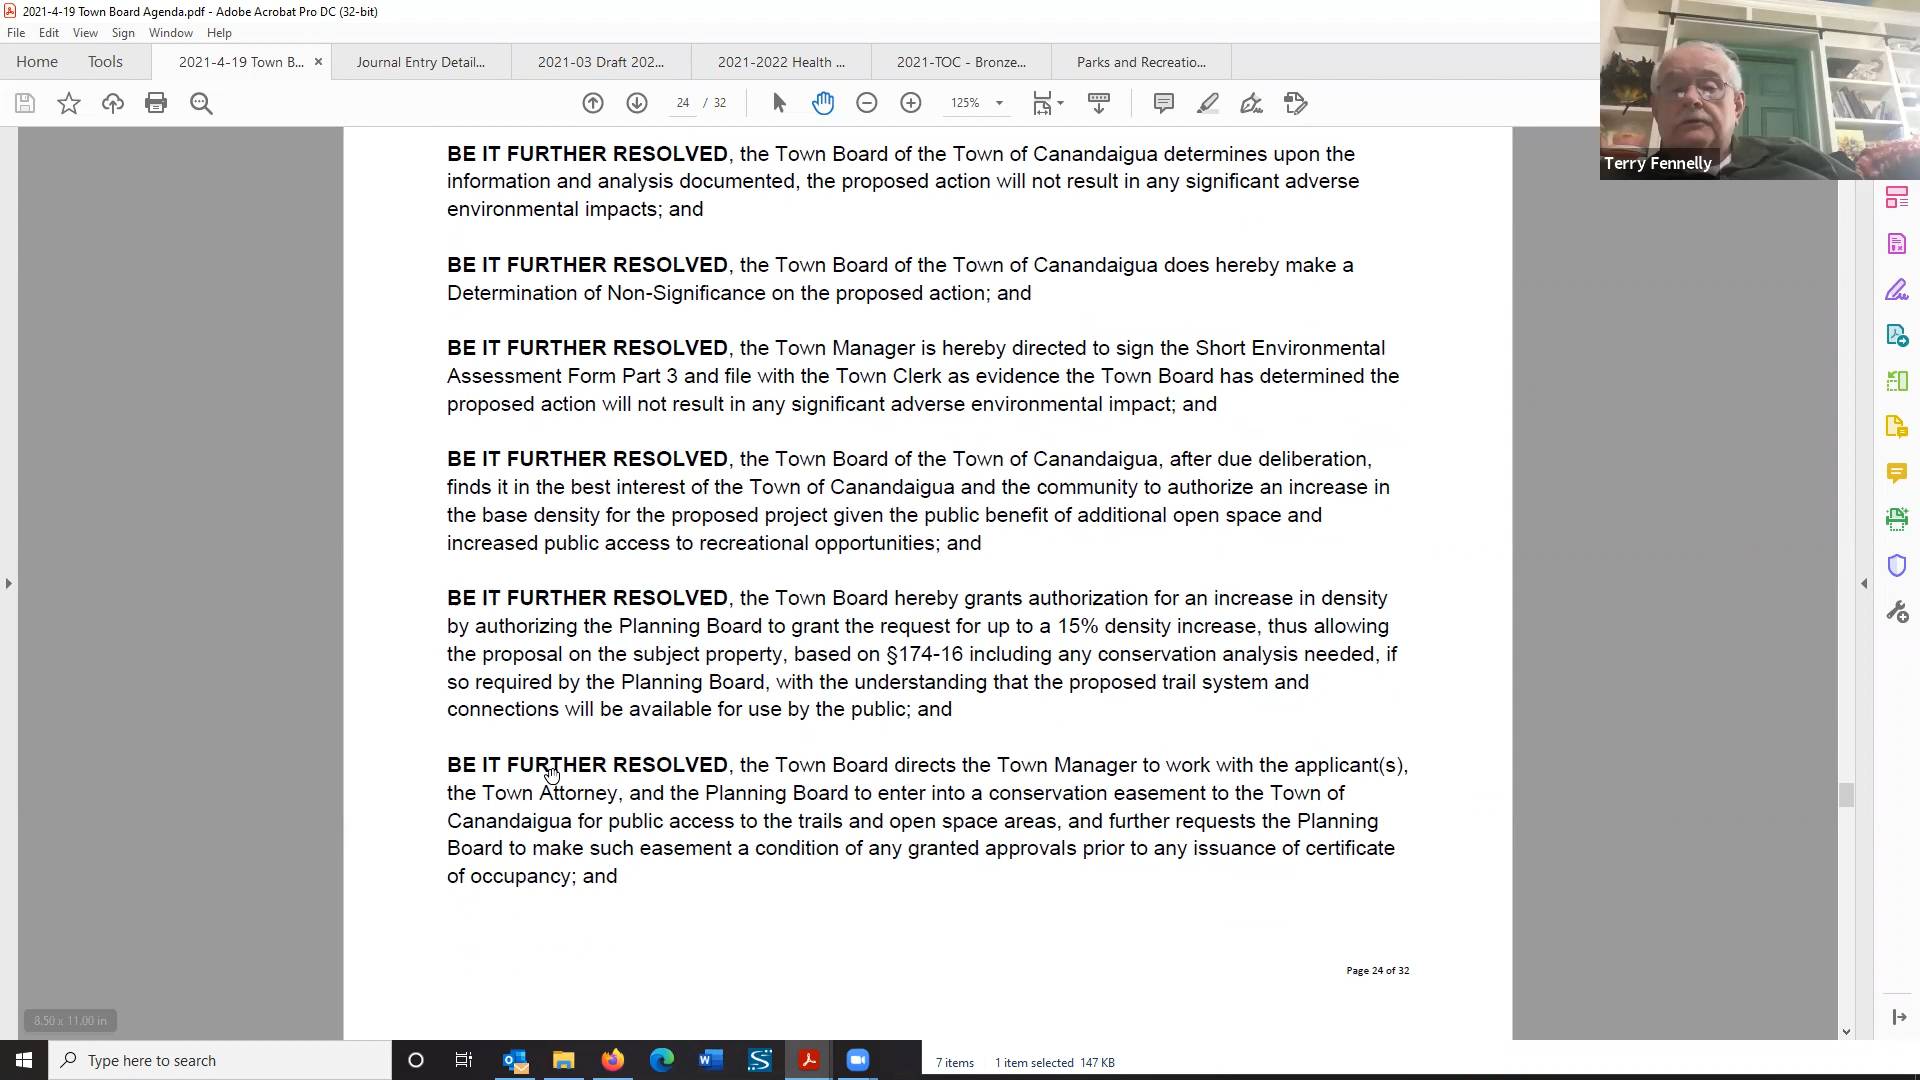 2021-4-19 Town Board Agenda.pdf - Adobe Acrobat Pro DC (32-bit)
File Edit View Sign Window Help
Home Tools 2021-4-19 Town B... × Journal Entry Detail... 2021-03 Draft 202... 2021-2022 Health ... 2021-TOC - Bronze... Parks and Recreatio...
24 / 32 125%
Terry Fennelly
BE IT FURTHER RESOLVED, the Town Board of the Town of Canandaigua determines upon the
information and analysis documented, the proposed action will not result in any significant adverse
environmental impacts; and
BE IT FURTHER RESOLVED, the Town Board of the Town of Canandaigua does hereby make a
Determination of Non-Significance on the proposed action; and
BE IT FURTHER RESOLVED, the Town Manager is hereby directed to sign the Short Environmental
Assessment Form Part 3 and file with the Town Clerk as evidence the Town Board has determined the
proposed action will not result in any significant adverse environmental impact; and
BE IT FURTHER RESOLVED, the Town Board of the Town of Canandaigua, after due deliberation,
finds it in the best interest of the Town of Canandaigua and the community to authorize an increase in
the base density for the proposed project given the public benefit of additional open space and
increased public access to recreational opportunities; and
BE IT FURTHER RESOLVED, the Town Board hereby grants authorization for an increase in density
by authorizing the Planning Board to grant the request for up to a 15% density increase, thus allowing
the proposal on the subject property, based on §174-16 including any conservation analysis needed, if
so required by the Planning Board, with the understanding that the proposed trail system and
connections will be available for use by the public; and
BE IT FURTHER RESOLVED, the Town Board directs the Town Manager to work with the applicant(s),
the Town Attorney, and the Planning Board to enter into a conservation easement to the Town of
Canandaigua for public access to the trails and open space areas, and further requests the Planning
Board to make such easement a condition of any granted approvals prior to any issuance of certificate
of occupancy; and
Page 24 of 32
8.50 x 11.00 in
Type here to search
7 items 1 item selected 147 KB